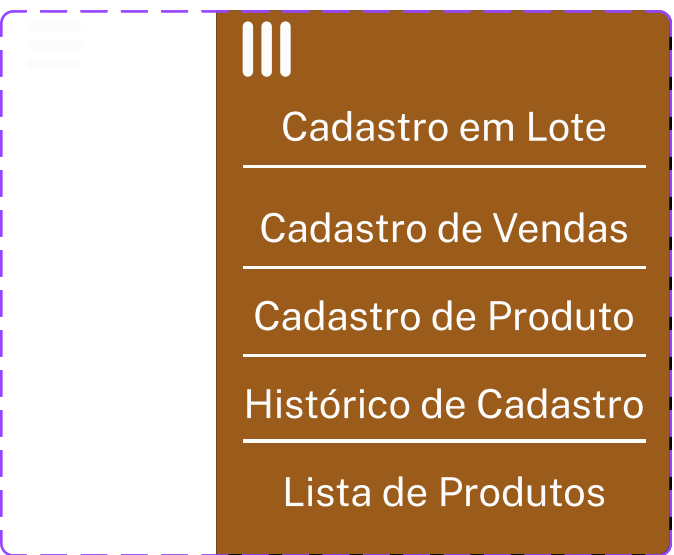 Cadastro em Lote
Cadastro de Vendas
Cadastro de Produto
Histórico de Cadastro
Lista de Produtos